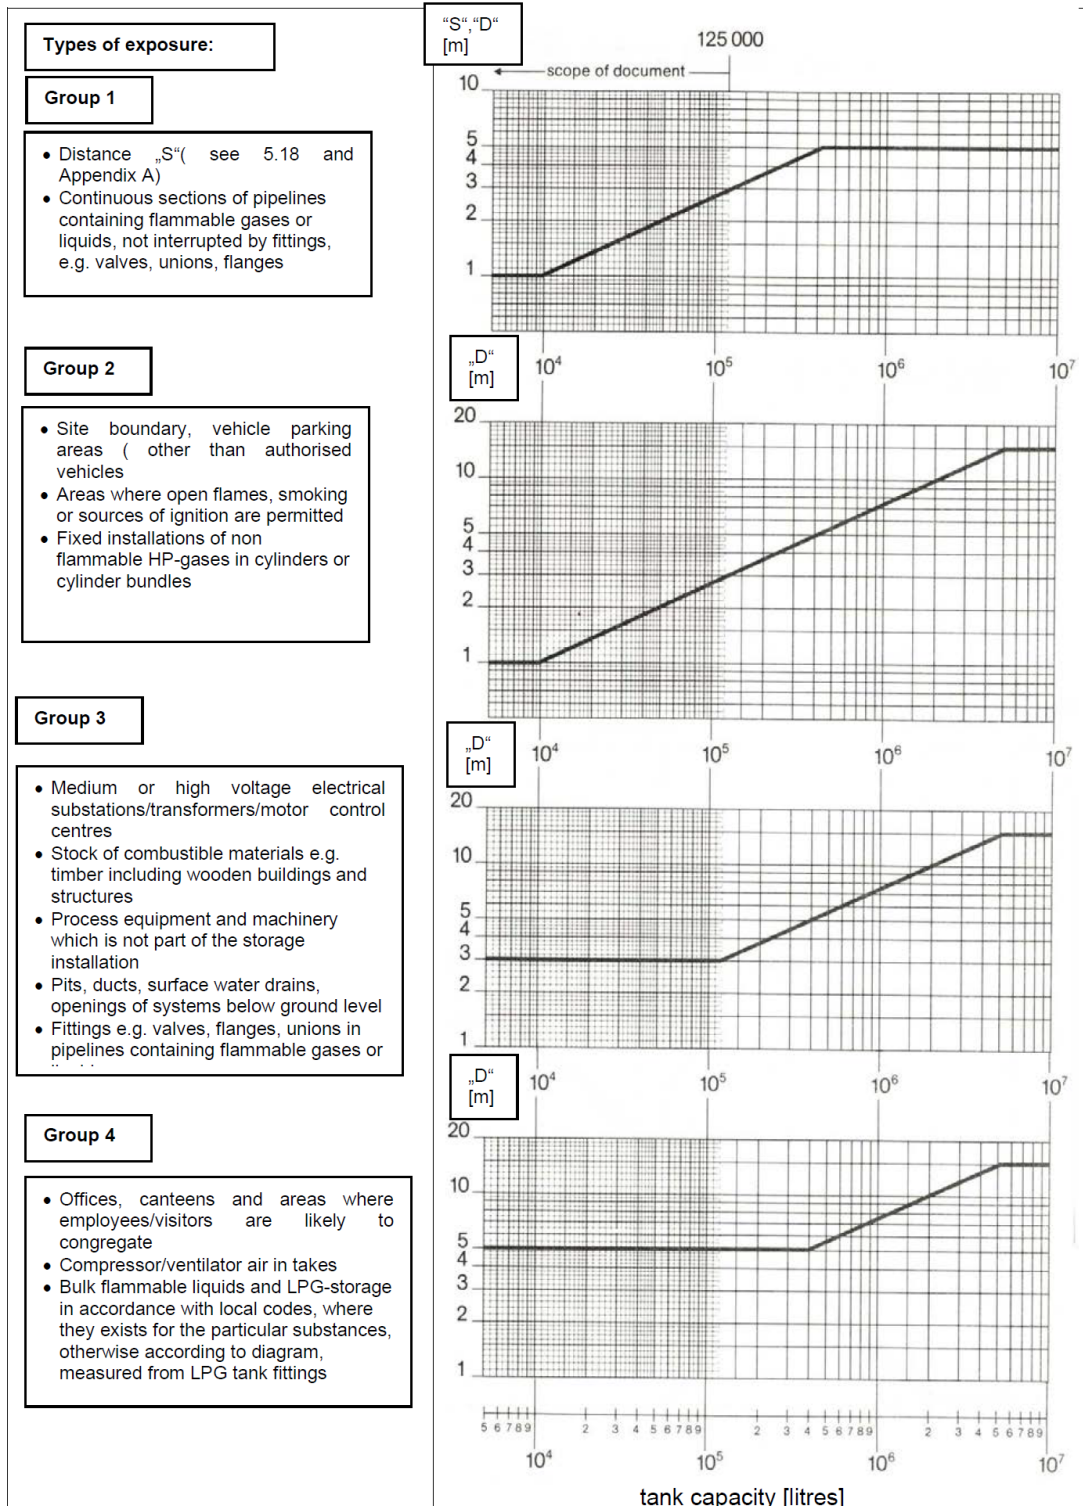 Types of exposure:
Group 1
• Distance „S“( see 5.18 and
Appendix A)
• Continuous sections of pipelines
containing flammable gases or
liquids, not interrupted by fittings,
e.g. valves, unions, flanges
“S“,“D“
[m]
125 000
scope of document
10
5
4
3
2
1
10⁴ 10⁵ 10⁶ 10⁷
Group 2
• Site boundary, vehicle parking
areas ( other than authorised
vehicles
• Areas where open flames, smoking
or sources of ignition are permitted
• Fixed installations of non
flammable HP-gases in cylinders or
cylinder bundles
„D“
[m]
20
10
5
4
3
2
1
10⁴ 10⁵ 10⁶ 10⁷
Group 3
• Medium or high voltage electrical
substations/transformers/motor control
centres
• Stock of combustible materials e.g.
timber including wooden buildings and
structures
• Process equipment and machinery
which is not part of the storage
installation
• Pits, ducts, surface water drains,
openings of systems below ground level
• Fittings e.g. valves, flanges, unions in
pipelines containing flammable gases or
„D“
[m]
20
10
5
4
3
2
1
10⁴ 10⁵ 10⁶ 10⁷
Group 4
• Offices, canteens and areas where
employees/visitors are likely to
congregate
• Compressor/ventilator air in takes
• Bulk flammable liquids and LPG-storage
in accordance with local codes, where
they exists for the particular substances,
otherwise according to diagram,
measured from LPG tank fittings
„D“
[m]
20
10
5
4
3
2
1
5 6 7 8 9 2 3 4 5 6 7 8 9 2 3 4 5 6 7 8 9 2 3 4 5 6 7 8 9
10⁴ 10⁵ 10⁶ 10⁷
tank capacity [litres]